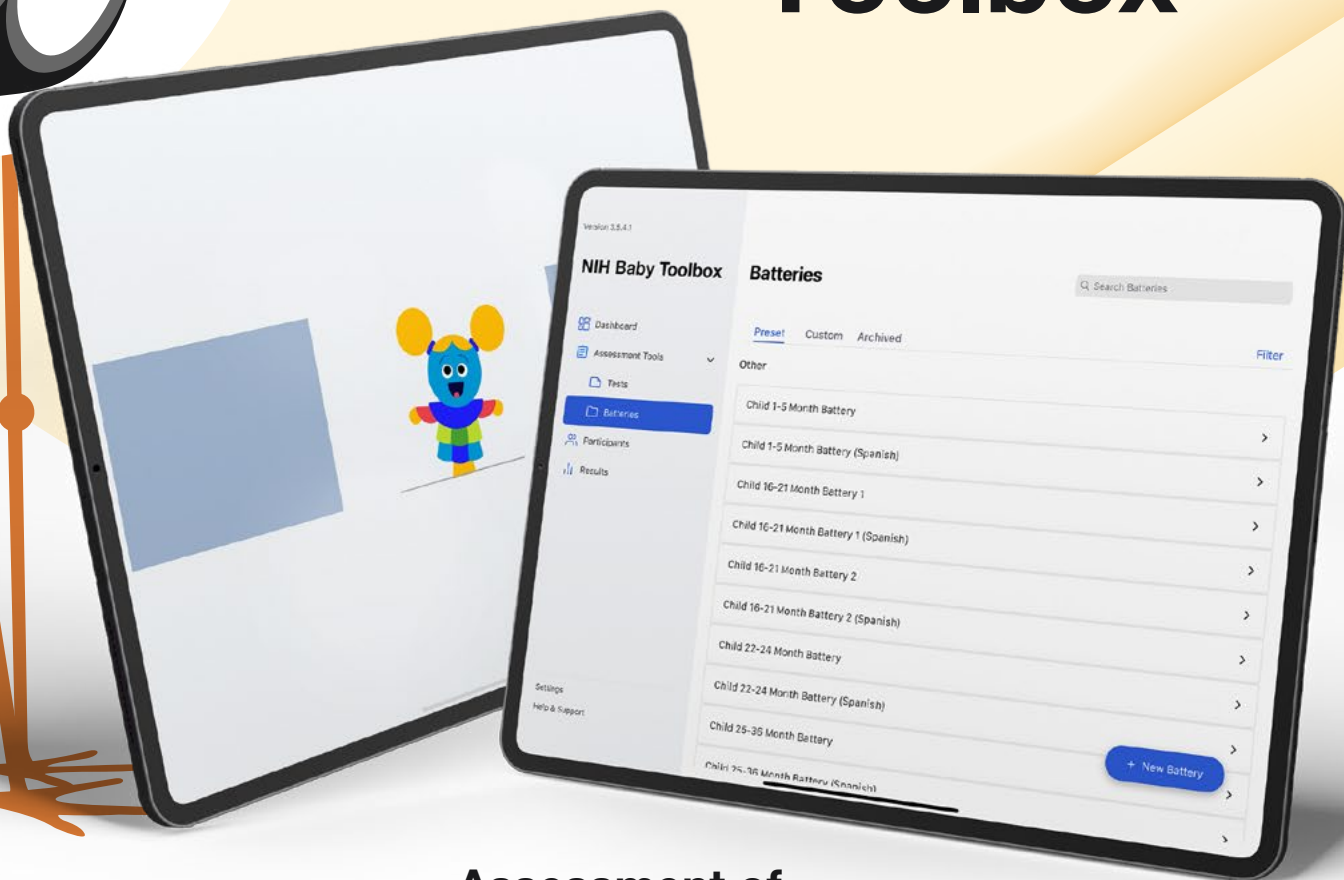 Toolbox
Version 3.5.4.1
NIH Baby Toolbox
Dashboard
Assessment Tools
Tests
Batteries
Participants
Results
Settings
Help & Support
Batteries
Search Batteries
Preset Custom Archived
Filter
Other
Child 1-5 Month Battery
Child 1-5 Month Battery (Spanish)
Child 16-21 Month Battery 1
Child 16-21 Month Battery 1 (Spanish)
Child 16-21 Month Battery 2
Child 16-21 Month Battery 2 (Spanish)
Child 22-24 Month Battery
Child 22-24 Month Battery (Spanish)
Child 25-36 Month Battery
Child 25-36 Month Battery (Spanish)
+ New Battery
Assessment of